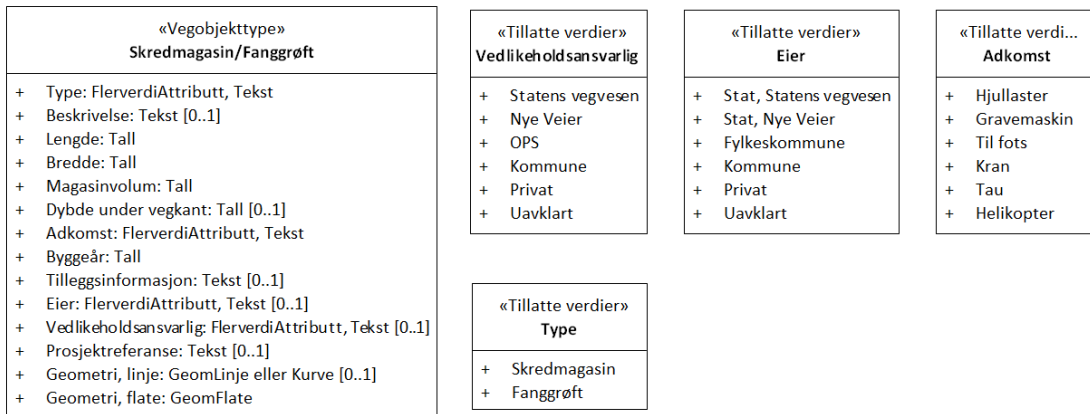 «Vegobjekttype»
Skredmagasin/Fanggrøft
+ Type: FlerverdiAttributt, Tekst
+ Beskrivelse: Tekst [0..1]
+ Lengde: Tall
+ Bredde: Tall
+ Magasinvolum: Tall
+ Dybde under vegkant: Tall [0..1]
+ Adkomst: FlerverdiAttributt, Tekst
+ Byggeår: Tall
+ Tilleggsinformasjon: Tekst [0..1]
+ Eier: FlerverdiAttributt, Tekst [0..1]
+ Vedlikeholdsansvarlig: FlerverdiAttributt, Tekst [0..1]
+ Prosjektreferanse: Tekst [0..1]
+ Geometri, linje: GeomLinje eller Kurve [0..1]
+ Geometri, flate: GeomFlate
«Tillatte verdier»
Vedlikeholdsansvarlig
+ Statens vegvesen
+ Nye Veier
+ OPS
+ Kommune
+ Privat
+ Uavklart
«Tillatte verdier»
Eier
+ Stat, Statens vegvesen
+ Stat, Nye Veier
+ Fylkeskommune
+ Kommune
+ Privat
+ Uavklart
«Tillatte verdi...
Adkomst
+ Hjullaster
+ Gravemaskin
+ Til fots
+ Kran
+ Tau
+ Helikopter
«Tillatte verdier»
Type
+ Skredmagasin
+ Fanggrøft